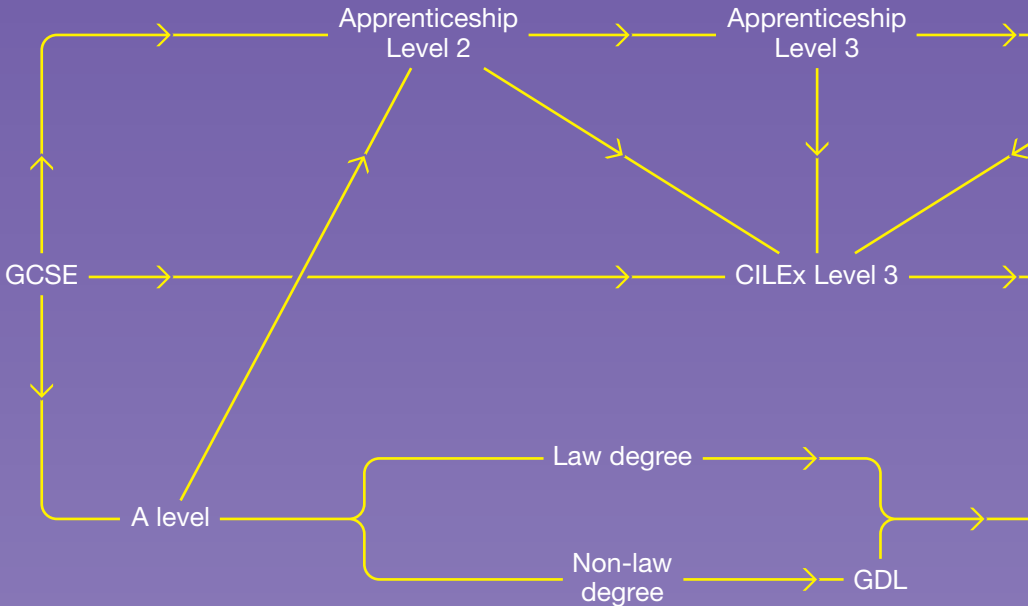 Apprenticeship
Level 2
Apprenticeship
Level 3
GCSE
CILEx Level 3
Law degree
A level
Non-law
degree
GDL